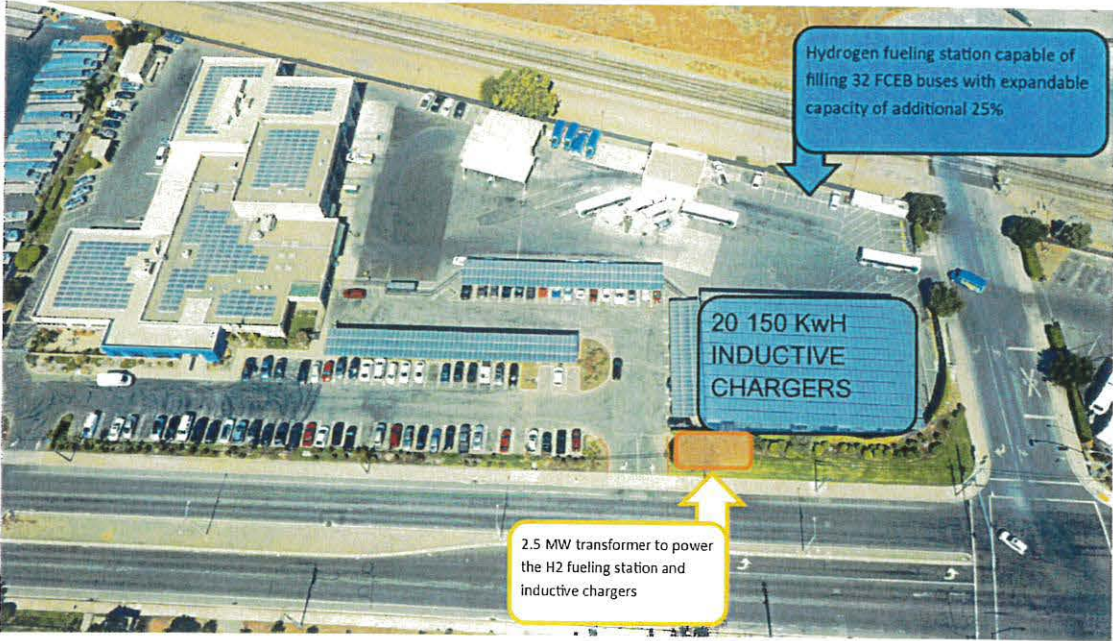 Hydrogen fueling station capable of
filling 32 FCEB buses with expandable
capacity of additional 25%
20 150 KwH
INDUCTIVE
CHARGERS
2.5 MW transformer to power
the H2 fueling station and
inductive chargers